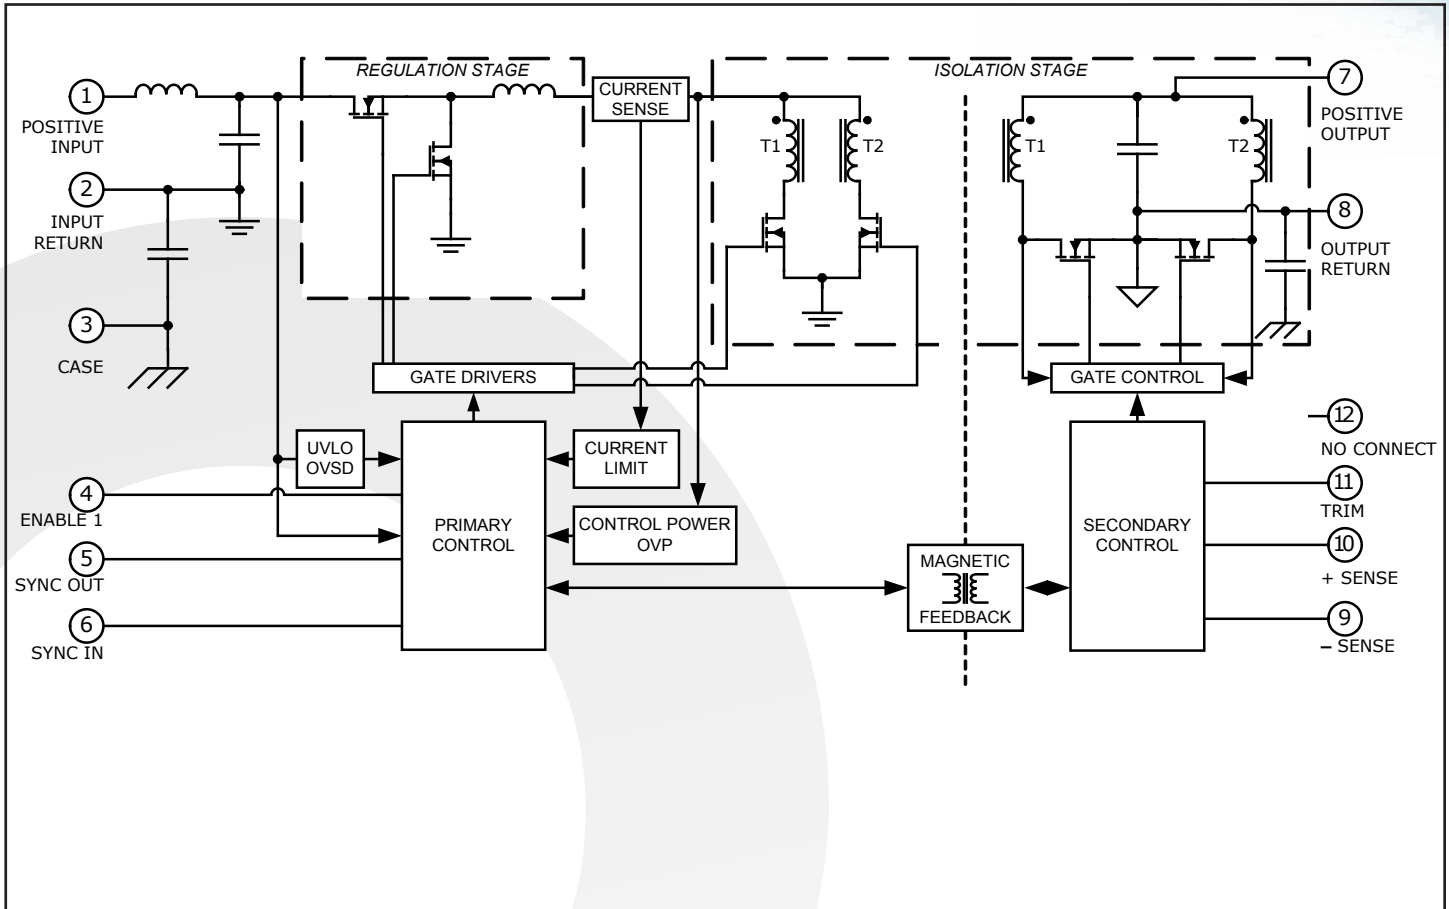 REGULATION STAGE
ISOLATION STAGE
1
POSITIVE
INPUT
CURRENT
SENSE
7
POSITIVE
OUTPUT
T1
T2
T1
T2
2
INPUT
RETURN
8
OUTPUT
RETURN
3
CASE
GATE DRIVERS
GATE CONTROL
12
NO CONNECT
UVLO
OVSD
CURRENT
LIMIT
4
ENABLE 1
11
TRIM
PRIMARY
CONTROL
CONTROL POWER
OVP
SECONDARY
CONTROL
5
SYNC OUT
10
+ SENSE
MAGNETIC
FEEDBACK
6
SYNC IN
9
– SENSE